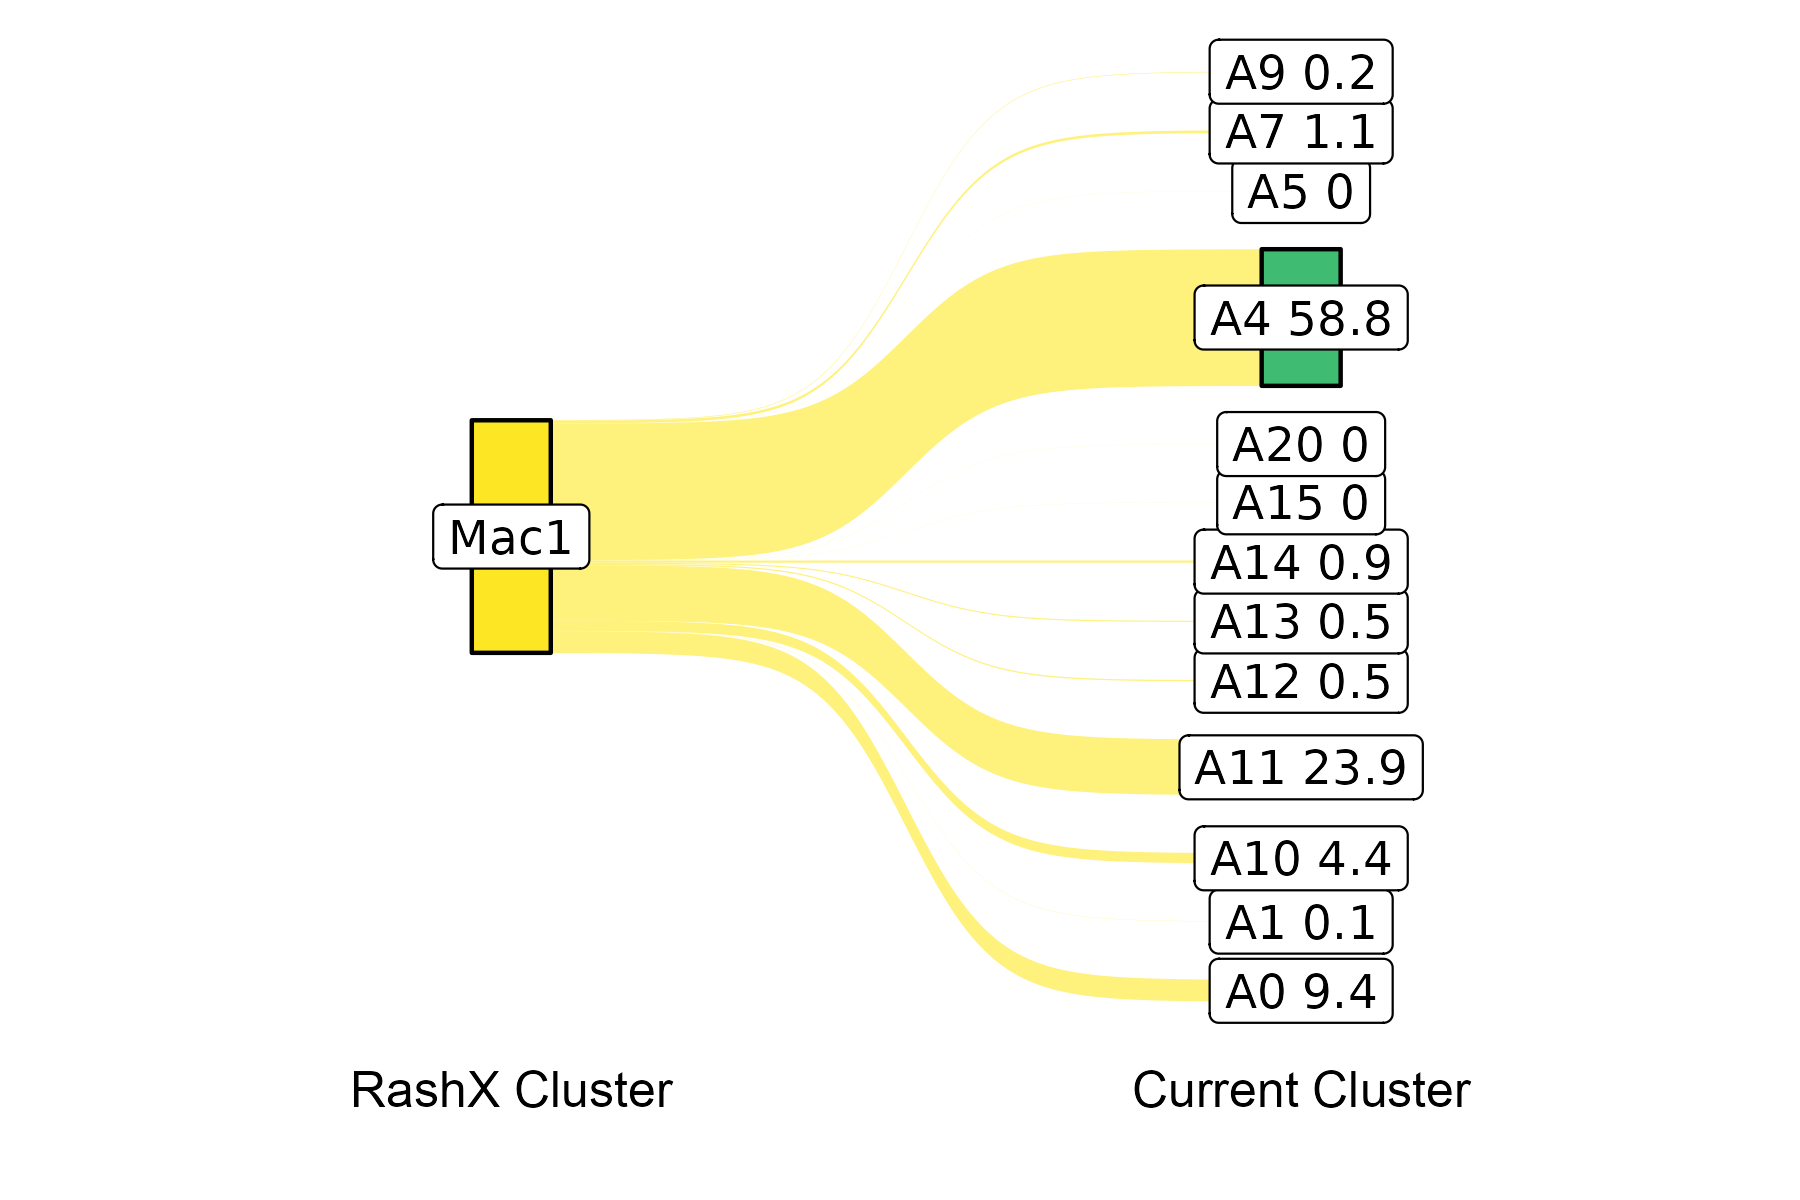 A9 0.2
A7 1.1
A5 0
A4 58.8
A20 0
A15 0
Mac1
A14 0.9
A13 0.5
A12 0.5
A11 23.9
A10 4.4
A1 0.1
A0 9.4
RashX Cluster
Current Cluster